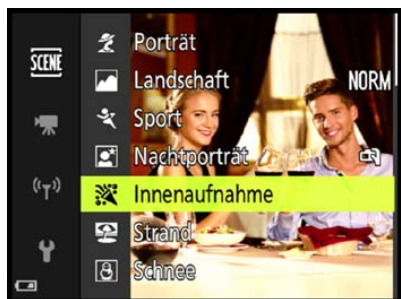 SCENE
Porträt
Landschaft
NORM
Sport
Nachtporträt
Innenaufnahme
Strand
Schnee